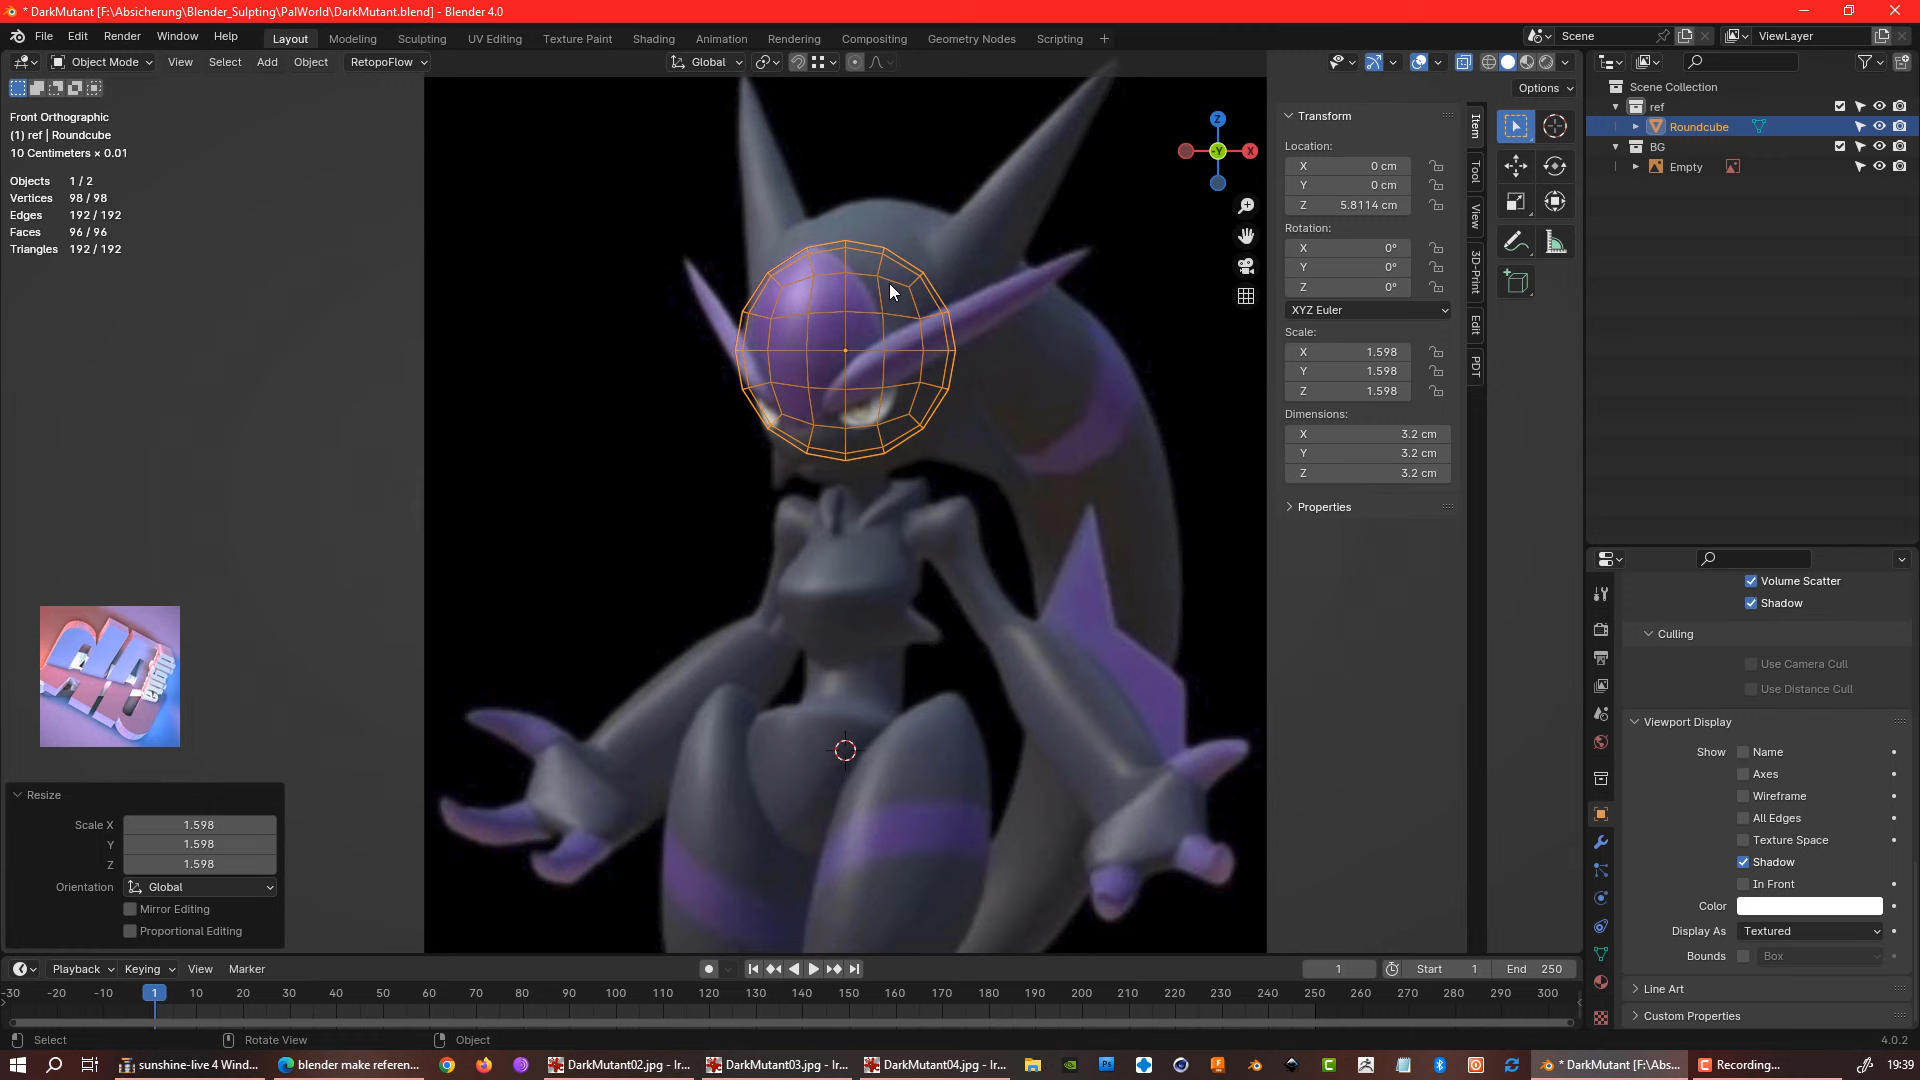 * DarkMutant [F:\Absicherung\Blender_Sulpting\PalWorld\DarkMutant.blend] - Blender 4.0
File Edit Render Window Help Layout Modeling Sculpting UV Editing Texture Paint Shading Animation Rendering Compositing Geometry Nodes Scripting + Scene ViewLayer
Object Mode View Select Add Object RetopoFlow Global
Options
Front Orthographic
(1) ref | Roundcube
10 Centimeters × 0.01
Objects 1 / 2
Vertices 98 / 98
Edges 192 / 192
Faces 96 / 96
Triangles 192 / 192
Z
-Y
X
Transform
Location:
X 0 cm
Y 0 cm
Z 5.8114 cm
Rotation:
X 0°
Y 0°
Z 0°
XYZ Euler
Scale:
X 1.598
Y 1.598
Z 1.598
Dimensions:
X 3.2 cm
Y 3.2 cm
Z 3.2 cm
Properties
Item
Tool
View
3D-Print
Edit
PDT
Scene Collection
ref
Roundcube
BG
Empty
Volume Scatter
Shadow
Culling
Use Camera Cull
Use Distance Cull
Viewport Display
Show Name
Axes
Wireframe
All Edges
Texture Space
Shadow
In Front
Color
Display As Textured
Bounds Box
Line Art
Custom Properties
Resize
Scale X 1.598
Y 1.598
Z 1.598
Orientation Global
Mirror Editing
Proportional Editing
Playback Keying View Marker 1 Start 1 End 250
-30 -20 -10 1 10 20 30 40 50 60 70 80 90 100 110 120 130 140 150 160 170 180 190 200 210 220 230 240 250 260 270 280 290 300
Select Rotate View Object 4.0.2
sunshine-live 4 Wind... blender make referen... DarkMutant02.jpg - Ir... DarkMutant03.jpg - Ir... DarkMutant04.jpg - Ir... * DarkMutant [F:\Abs... Recording... 19:39